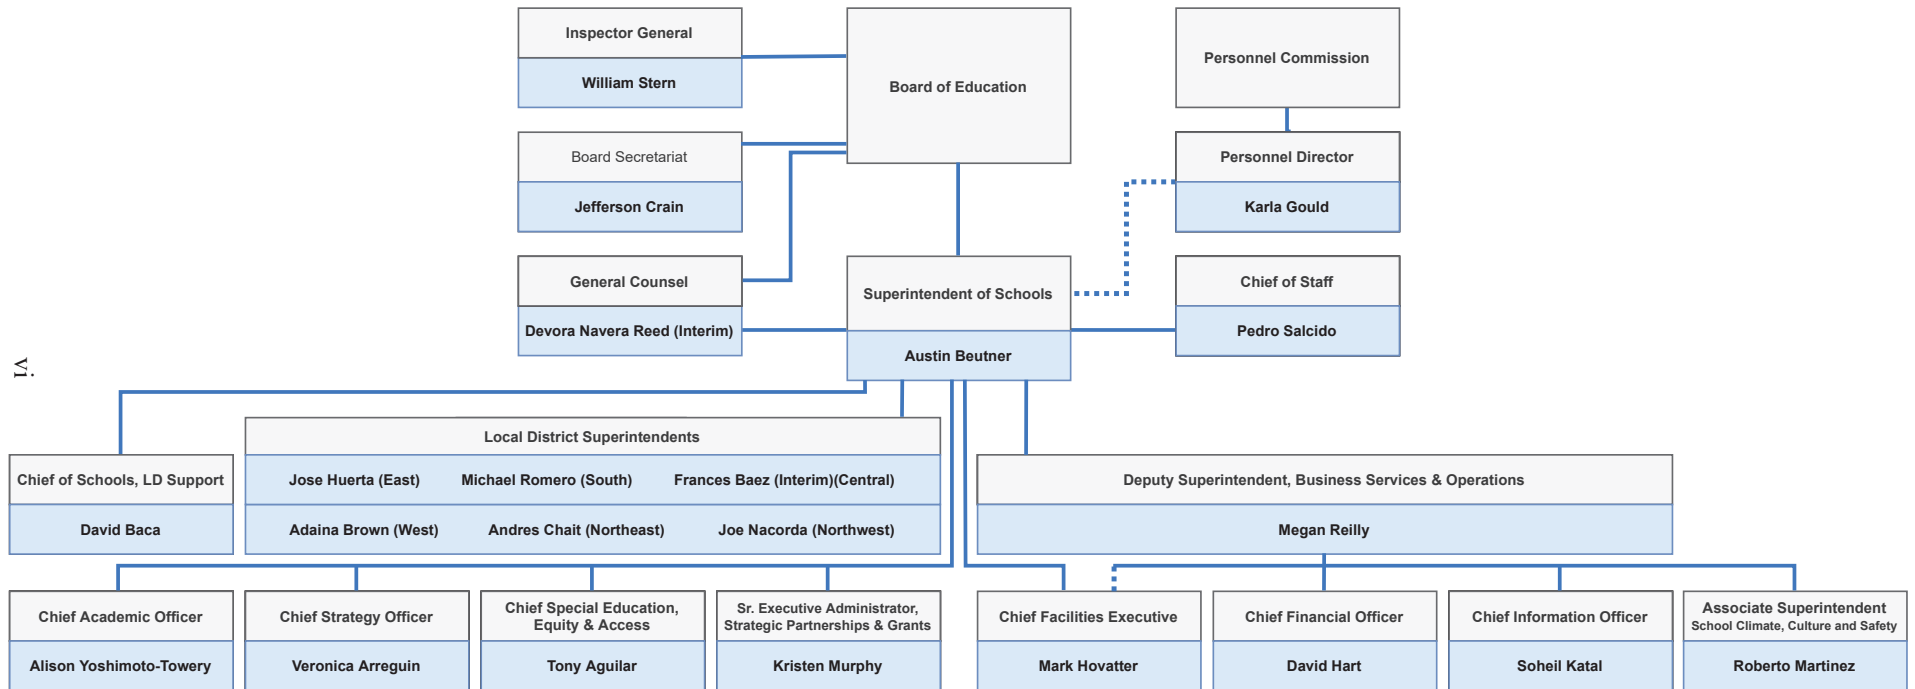 Inspector General
William Stern
Board of Education
Personnel Commission
Board Secretariat
Jefferson Crain
Personnel Director
Karla Gould
General Counsel
Devora Navera Reed (Interim)
Superintendent of Schools
Austin Beutner
Chief of Staff
Pedro Salcido
vi
Chief of Schools, LD Support
David Baca
Local District Superintendents
Jose Huerta (East) Michael Romero (South) Frances Baez (Interim)(Central)
Adaina Brown (West) Andres Chait (Northeast) Joe Nacorda (Northwest)
Deputy Superintendent, Business Services & Operations
Megan Reilly
Chief Academic Officer
Alison Yoshimoto-Towery
Chief Strategy Officer
Veronica Arreguin
Chief Special Education,
Equity & Access
Tony Aguilar
Sr. Executive Administrator,
Strategic Partnerships & Grants
Kristen Murphy
Chief Facilities Executive
Mark Hovatter
Chief Financial Officer
David Hart
Chief Information Officer
Soheil Katal
Associate Superintendent
School Climate, Culture and Safety
Roberto Martinez